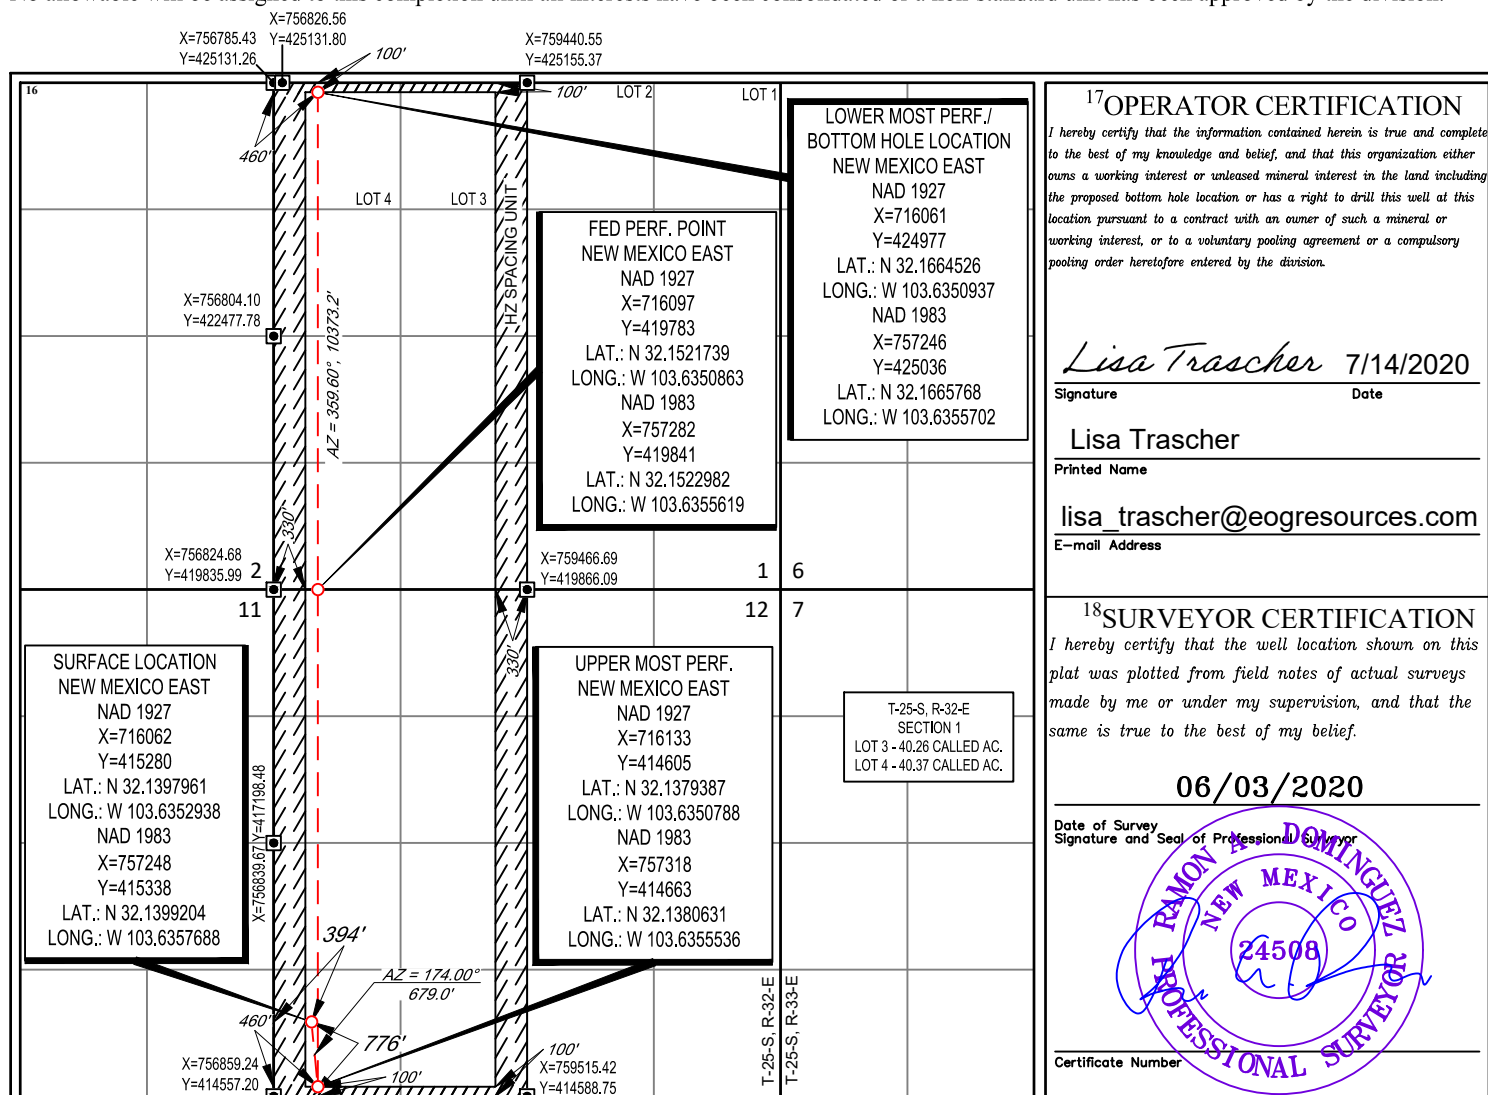 X=756826.56
Y=425131.80
X=756785.43
Y=425131.26
100'
X=759440.55
Y=425155.37
16
100'
LOT 2
LOT 1
460'
LOT 4
LOT 3
HZ SPACING UNIT
LOWER MOST PERF./
BOTTOM HOLE LOCATION
NEW MEXICO EAST
NAD 1927
X=716061
Y=424977
LAT.: N 32.1664526
LONG.: W 103.6350937
NAD 1983
X=757246
Y=425036
LAT.: N 32.1665768
LONG.: W 103.6355702
FED PERF. POINT
NEW MEXICO EAST
NAD 1927
X=716097
Y=419783
LAT.: N 32.1521739
LONG.: W 103.6350863
NAD 1983
X=757282
Y=419841
LAT.: N 32.1522982
LONG.: W 103.6355619
X=756804.10
Y=422477.78
AZ = 359.60°, 10373.2'
330'
X=756824.68
Y=419835.99
2
X=759466.69
Y=419866.09
1
6
11
12
7
330'
SURFACE LOCATION
NEW MEXICO EAST
NAD 1927
X=716062
Y=415280
LAT.: N 32.1397961
LONG.: W 103.6352938
NAD 1983
X=757248
Y=415338
LAT.: N 32.1399204
LONG.: W 103.6357688
X=756839.67
Y=417198.48
UPPER MOST PERF.
NEW MEXICO EAST
NAD 1927
X=716133
Y=414605
LAT.: N 32.1379387
LONG.: W 103.6350788
NAD 1983
X=757318
Y=414663
LAT.: N 32.1380631
LONG.: W 103.6355536
T-25-S, R-32-E
SECTION 1
LOT 3 - 40.26 CALLED AC.
LOT 4 - 40.37 CALLED AC.
394'
AZ = 174.00°
679.0'
460'
776'
100'
100'
X=756859.24
Y=414557.20
X=759515.42
Y=414588.75
T-25-S, R-32-E
T-25-S, R-33-E
17 OPERATOR CERTIFICATION
I hereby certify that the information contained herein is true and complete
to the best of my knowledge and belief, and that this organization either
owns a working interest or unleased mineral interest in the land including
the proposed bottom hole location or has a right to drill this well at this
location pursuant to a contract with an owner of such a mineral or
working interest, or to a voluntary pooling agreement or a compulsory
pooling order heretofore entered by the division.
Lisa Trascher 7/14/2020
Signature Date
Lisa Trascher
Printed Name
lisa_trascher@eogresources.com
E-mail Address
18 SURVEYOR CERTIFICATION
I hereby certify that the well location shown on this
plat was plotted from field notes of actual surveys
made by me or under my supervision, and that the
same is true to the best of my belief.
06/03/2020
Date of Survey
Signature and Seal of Professional Surveyor
RAMON A. DOMINGUEZ
NEW MEXICO
24508
PROFESSIONAL SURVEYOR
Certificate Number